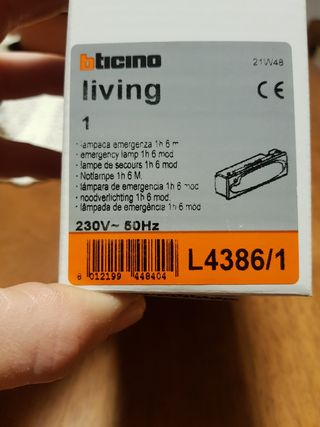 bticino
21W48
living
CE
1
- lampada emergenza 1h 6 m
- emergency lamp 1h 6 mod.
- lampe de secours 1h 6 mod.
- Notlampe 1h 6 M.
- lámpara de emergencia 1h 6 mod
- noodverlichting 1h 6 mod.
- lâmpada de emergência 1h 6 mod
230V~ 50Hz
L4386/1
8 012199 448404